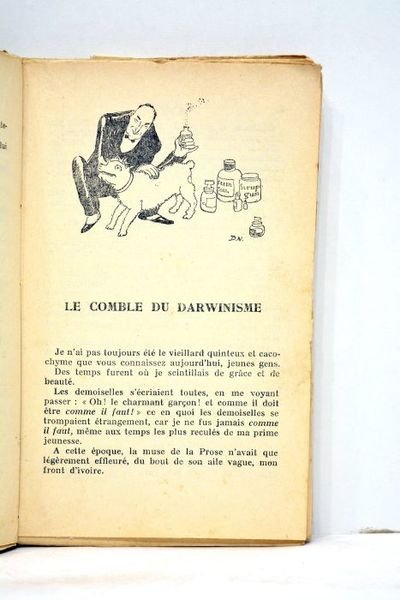 D.N.
LE COMBLE DU DARWINISME
Je n'ai pas toujours été le vieillard quinteux et caco-
chyme que vous connaissez aujourd'hui, jeunes gens.
Des temps furent où je scintillais de grâce et de
beauté.
Les demoiselles s'écriaient toutes, en me voyant
passer : « Oh! le charmant garçon! et comme il doit
être comme il faut! » ce en quoi les demoiselles se
trompaient étrangement, car je ne fus jamais comme
il faut, même aux temps les plus reculés de ma prime
jeunesse.
A cette époque, la muse de la Prose n'avait que
légèrement effleuré, du bout de son aile vague, mon
front d'ivoire.